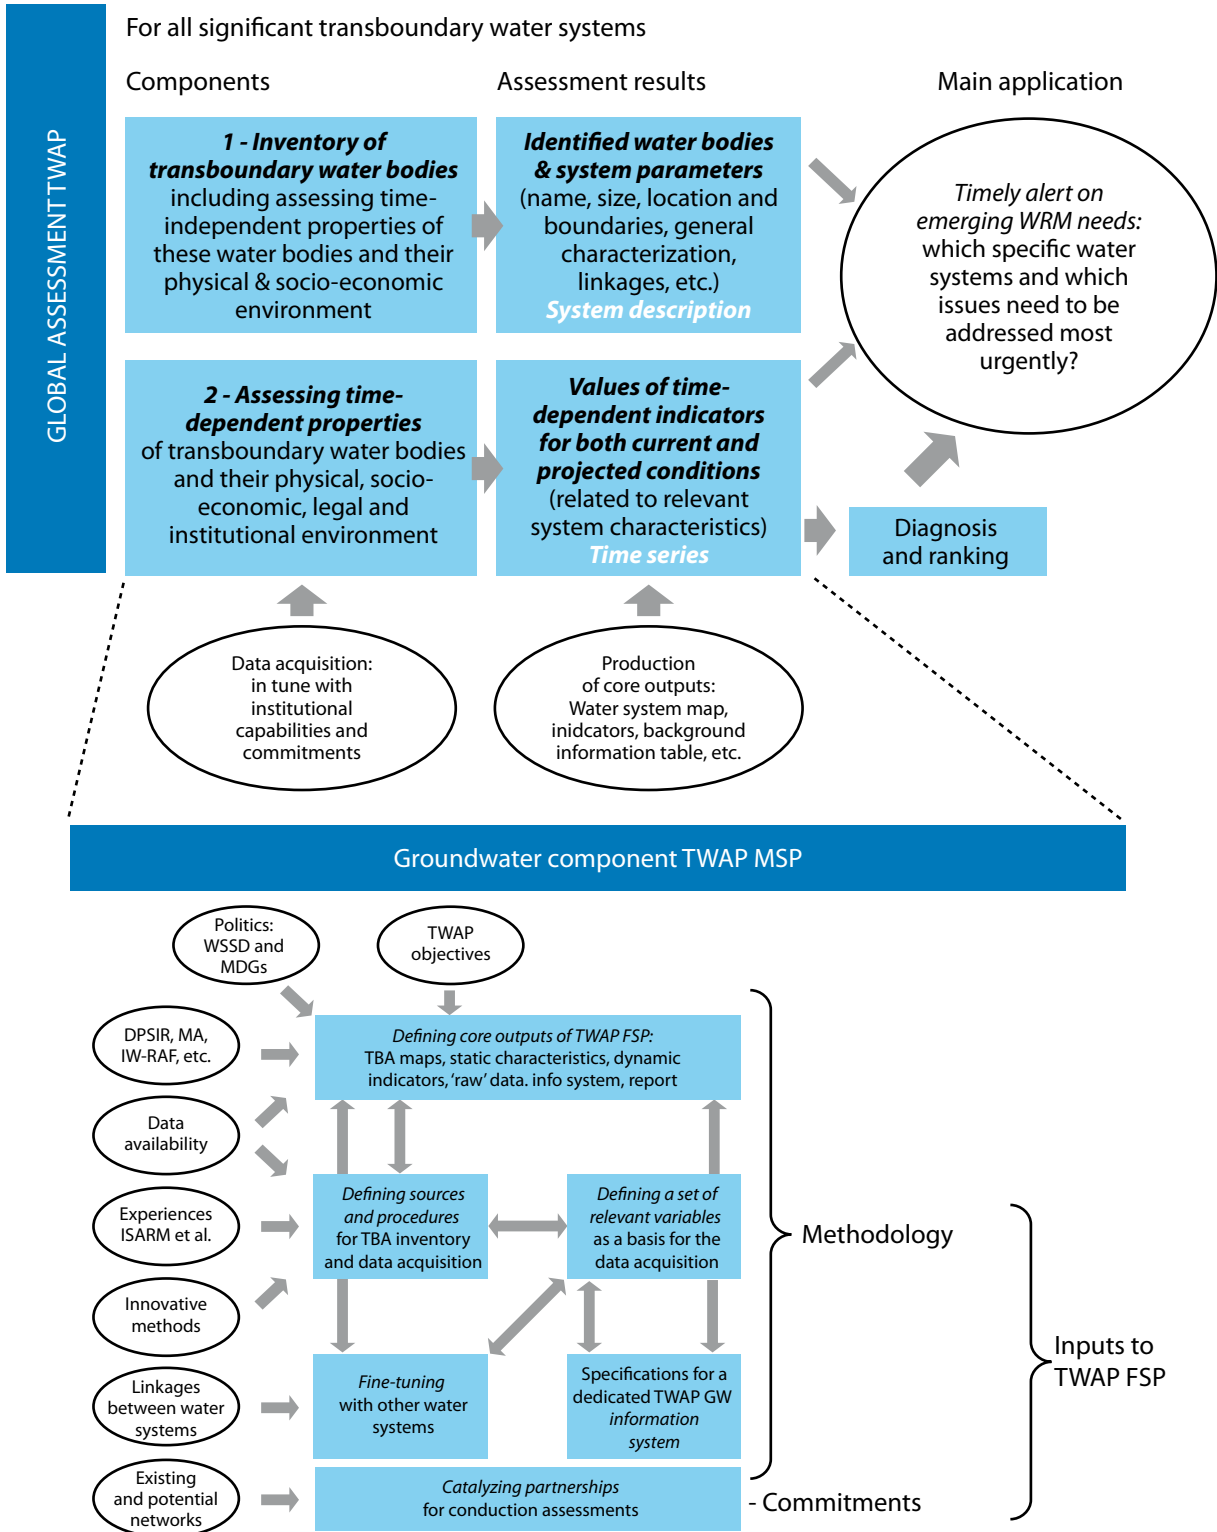 GLOBAL ASSESSMENT TWAP
For all significant transboundary water systems
Components
Assessment results
Main application
1 - Inventory of
transboundary water bodies
including assessing time-
independent properties of
these water bodies and their
physical & socio-economic
environment
Identified water bodies
& system parameters
(name, size, location and
boundaries, general
characterization,
linkages, etc.)
System description
Timely alert on
emerging WRM needs:
which specific water
systems and which
issues need to be
addressed most
urgently?
2 - Assessing time-
dependent properties
of transboundary water bodies
and their physical, socio-
economic, legal and
institutional environment
Values of time-
dependent indicators
for both current and
projected conditions
(related to relevant
system characteristics)
Time series
Diagnosis
and ranking
Data acquisition:
in tune with
institutional
capabilities and
commitments
Production
of core outputs:
Water system map,
inidcators, background
information table, etc.
Groundwater component TWAP MSP
Politics:
WSSD and
MDGs
TWAP
objectives
DPSIR, MA,
IW-RAF, etc.
Defining core outputs of TWAP FSP:
TBA maps, static characteristics, dynamic
indicators, 'raw' data. info system, report
Data
availability
Experiences
ISARM et al.
Defining sources
and procedures
for TBA inventory
and data acquisition
Defining a set of
relevant variables
as a basis for the
data acquisition
Methodology
Innovative
methods
Linkages
between water
systems
Fine-tuning
with other water
systems
Specifications for a
dedicated TWAP GW
information
system
Inputs to
TWAP FSP
Existing
and potential
networks
Catalyzing partnerships
for conduction assessments
- Commitments